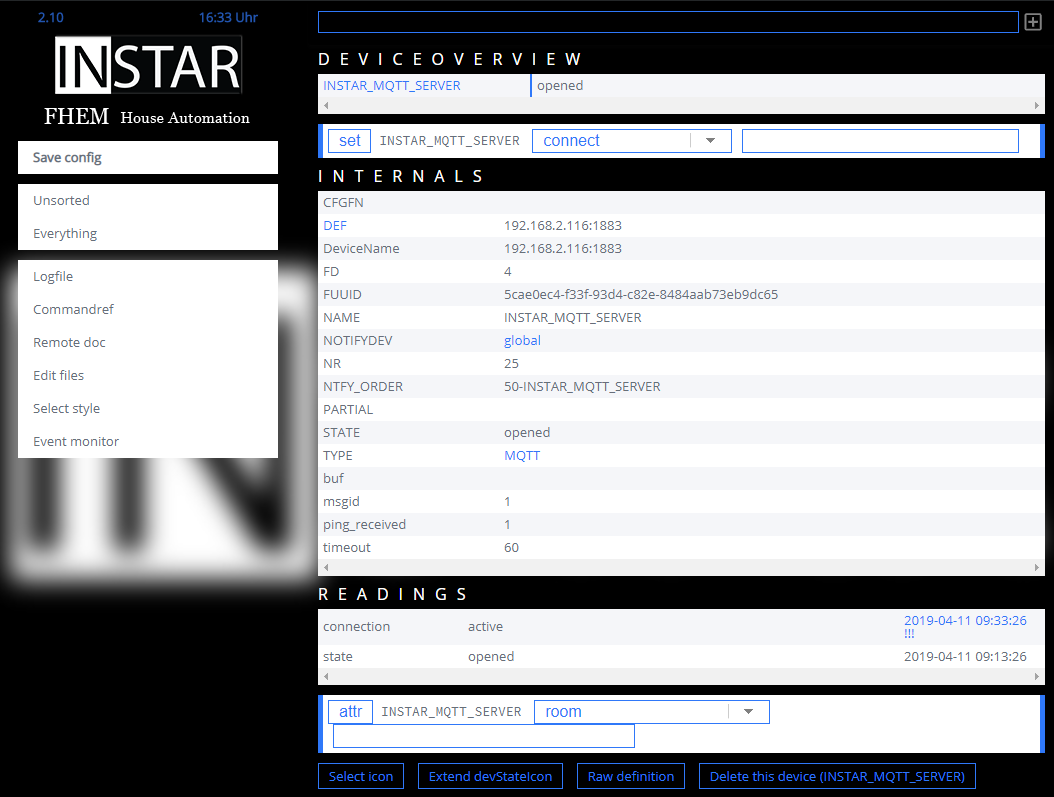 2.10 16:33 Uhr
INSTAR
FHEM House Automation
Save config
Unsorted
Everything
Logfile
Commandref
Remote doc
Edit files
Select style
Event monitor
DEVICEOVERVIEW
INSTAR_MQTT_SERVER opened
set INSTAR_MQTT_SERVER connect
INTERNALS
CFGFN
DEF 192.168.2.116:1883
DeviceName 192.168.2.116:1883
FD 4
FUUID 5cae0ec4-f33f-93d4-c82e-8484aab73eb9dc65
NAME INSTAR_MQTT_SERVER
NOTIFYDEV global
NR 25
NTFY_ORDER 50-INSTAR_MQTT_SERVER
PARTIAL
STATE opened
TYPE MQTT
buf
msgid 1
ping_received 1
timeout 60
READINGS
connection active 2019-04-11 09:33:26
!!!
state opened 2019-04-11 09:13:26
attr INSTAR_MQTT_SERVER room
Select icon Extend devStateIcon Raw definition Delete this device (INSTAR_MQTT_SERVER)